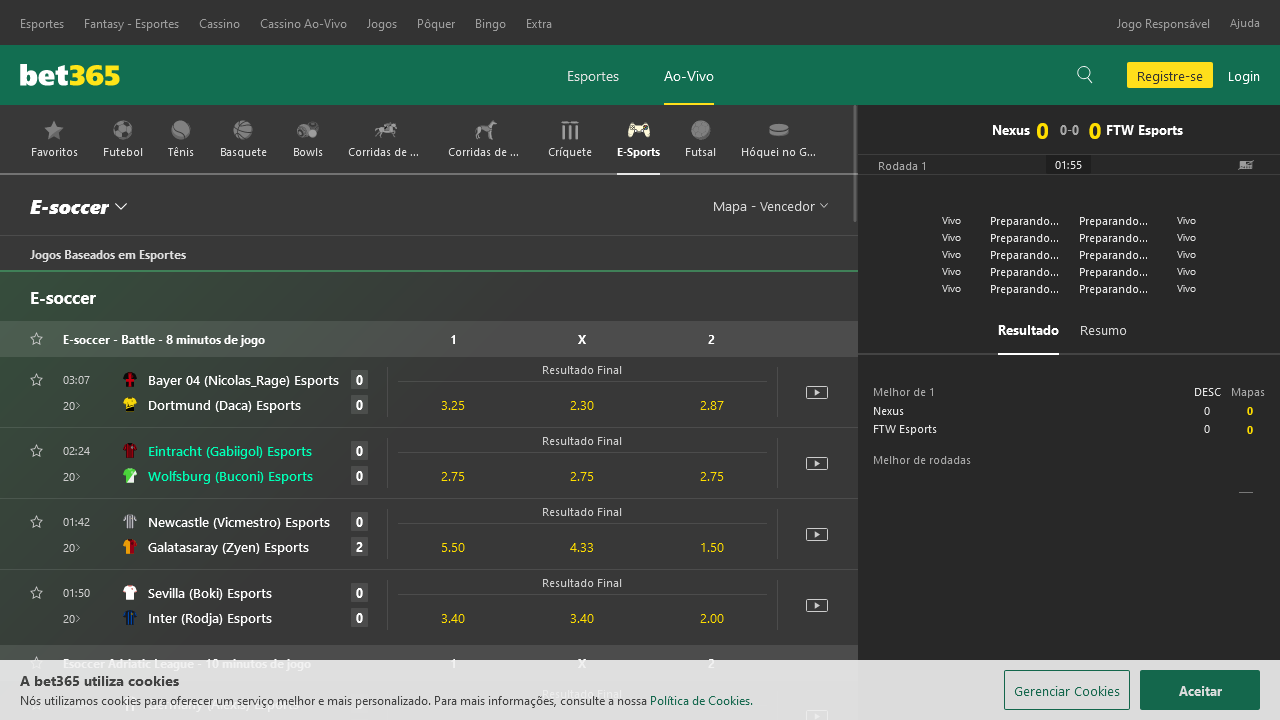 Esportes Fantasy - Esportes Cassino Cassino Ao-Vivo Jogos Pôquer Bingo Extra Jogo Responsável Ajuda
bet365 Esportes Ao-Vivo Registre-se Login
Favoritos Futebol Tênis Basquete Bowls Corridas de ... Corridas de ... Críquete E-Sports Futsal Hóquei no G...
Nexus 0 0-0 0 FTW Esports
Rodada 1 01:55
E-soccer Mapa - Vencedor
Jogos Baseados em Esportes
E-soccer
E-soccer - Battle - 8 minutos de jogo 1 X 2
Resultado Final
03:07 Bayer 04 (Nicolas_Rage) Esports 0
20 Dortmund (Daca) Esports 0 3.25 2.30 2.87
Resultado Final
02:24 Eintracht (Gabiigol) Esports 0
20 Wolfsburg (Buconi) Esports 0 2.75 2.75 2.75
Resultado Final
01:42 Newcastle (Vicmestro) Esports 0
20 Galatasaray (Zyen) Esports 2 5.50 4.33 1.50
Resultado Final
01:50 Sevilla (Boki) Esports 0
20 Inter (Rodja) Esports 0 3.40 3.40 2.00
Esoccer Adriatic League - 10 minutos de jogo 1 X 2
Resultado Final
Vivo Preparando... Preparando... Vivo
Vivo Preparando... Preparando... Vivo
Vivo Preparando... Preparando... Vivo
Vivo Preparando... Preparando... Vivo
Vivo Preparando... Preparando... Vivo
Resultado Resumo
Melhor de 1 DESC Mapas
Nexus 0 0
FTW Esports 0 0
Melhor de rodadas
A bet365 utiliza cookies
Nós utilizamos cookies para oferecer um serviço melhor e mais personalizado. Para mais informações, consulte a nossa Política de Cookies.
Gerenciar Cookies Aceitar